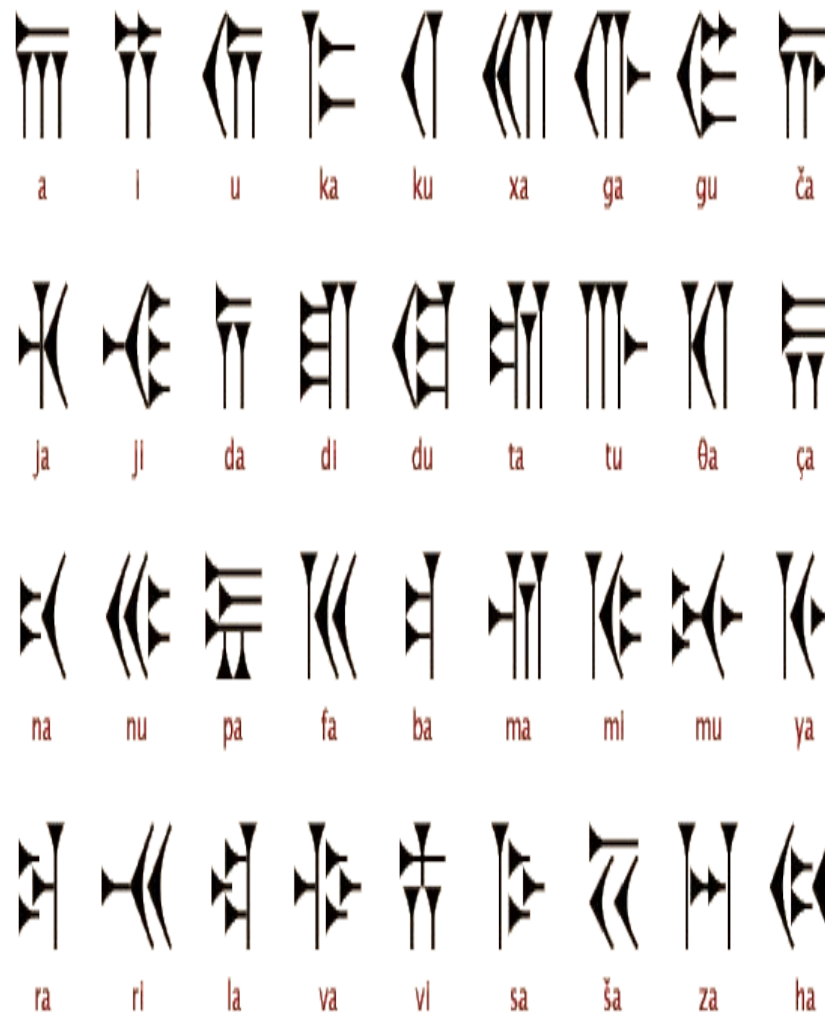 𐎠 𐎡 𐎢 𐎣 𐎤 𐎧 𐎥 𐎦 𐎨
a i u ka ku xa ga gu ča
𐎩 𐎪 𐎭 𐎮 𐎯 𐎫 𐎬 𐎰 𐎂
ja ji da di du ta tu θa ça
𐎴 𐎵 𐎱 𐎳 𐎲 𐎶 𐎷 𐎸 𐎹
na nu pa fa ba ma mi mu ya
𐎼 𐎽 𐎾 𐎺 𐎻 𐎿 𐏁 𐏀 𐏃
ra ri la va vi sa ša za ha